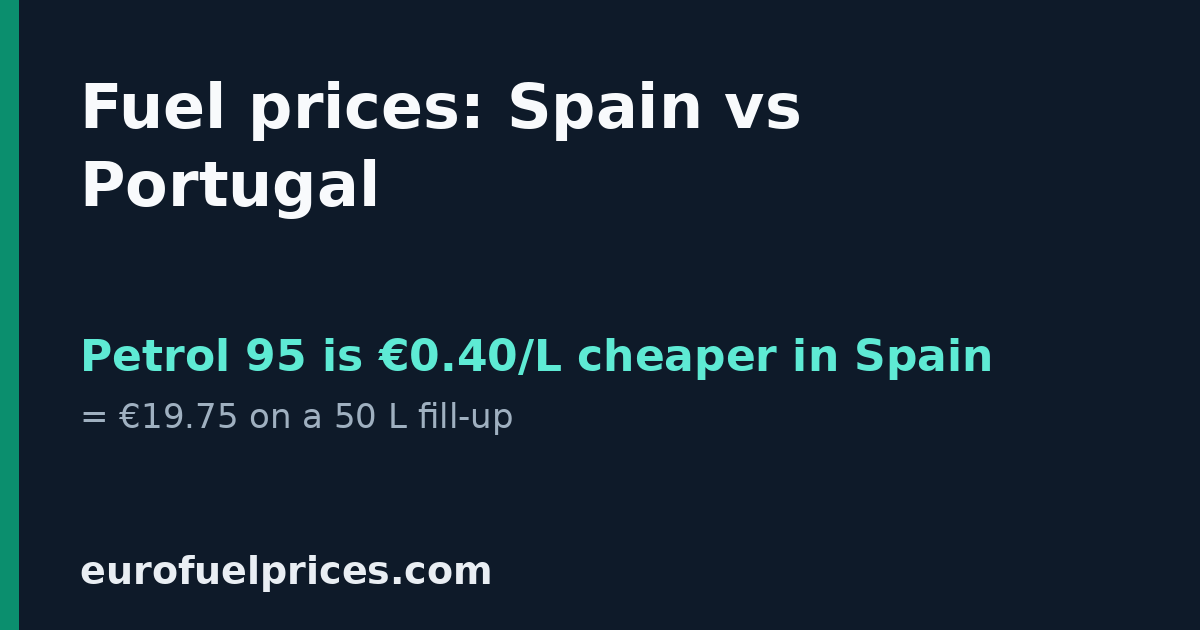 Fuel prices: Spain vs
Portugal
Petrol 95 is €0.40/L cheaper in Spain
= €19.75 on a 50 L fill-up
eurofuelprices.com